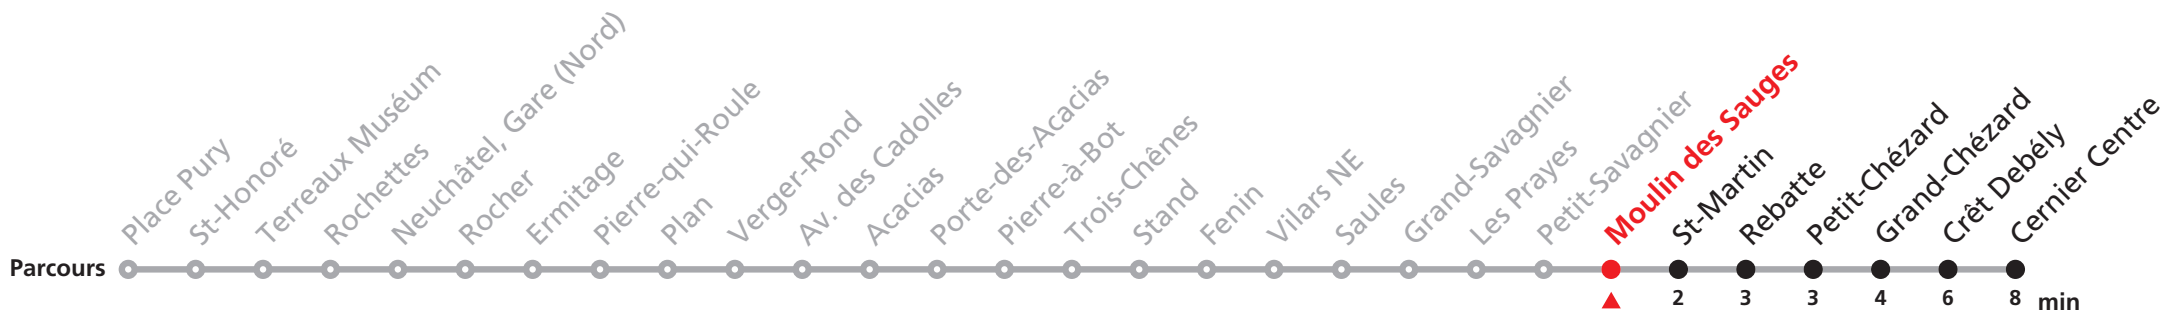 Place Pury
St-Honoré
Terreaux Muséum
Rochettes
Neuchâtel, Gare (Nord)
Rocher
Ermitage
Pierre-qui-Roule
Plan
Verger-Rond
Av. des Cadolles
Acacias
Porte-des-Acacias
Pierre-à-Bot
Trois-Chênes
Stand
Fenin
Vilars NE
Saules
Grand-Savagnier
Les Prayes
Petit-Savagnier
Moulin des Sauges
St-Martin
Rebatte
Petit-Chézard
Grand-Chézard
Crêt Debély
Cernier Centre
Parcours
2 3 3 4 6 8 min